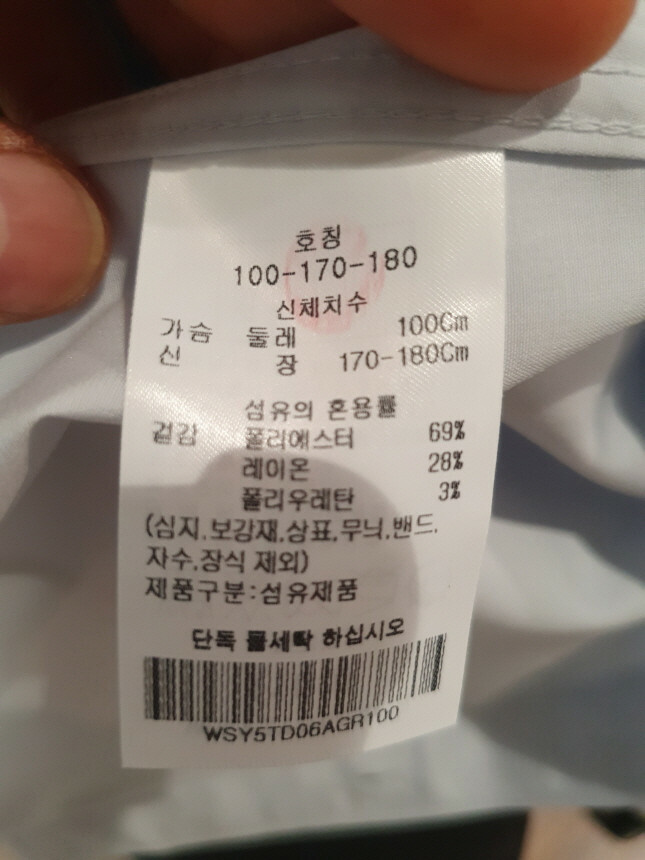 호칭
100-170-180
신체치수
가슴 둘레 100Cm
신 장 170-180Cm
섬유의 혼용률
겉감 폴리에스터 69%
레이온 28%
폴리우레탄 3%
(심지,보강재,상표,무늬,밴드,
자수,장식 제외)
제품구분:섬유제품
단독 물세탁 하십시오
WSY5TD06AGR100